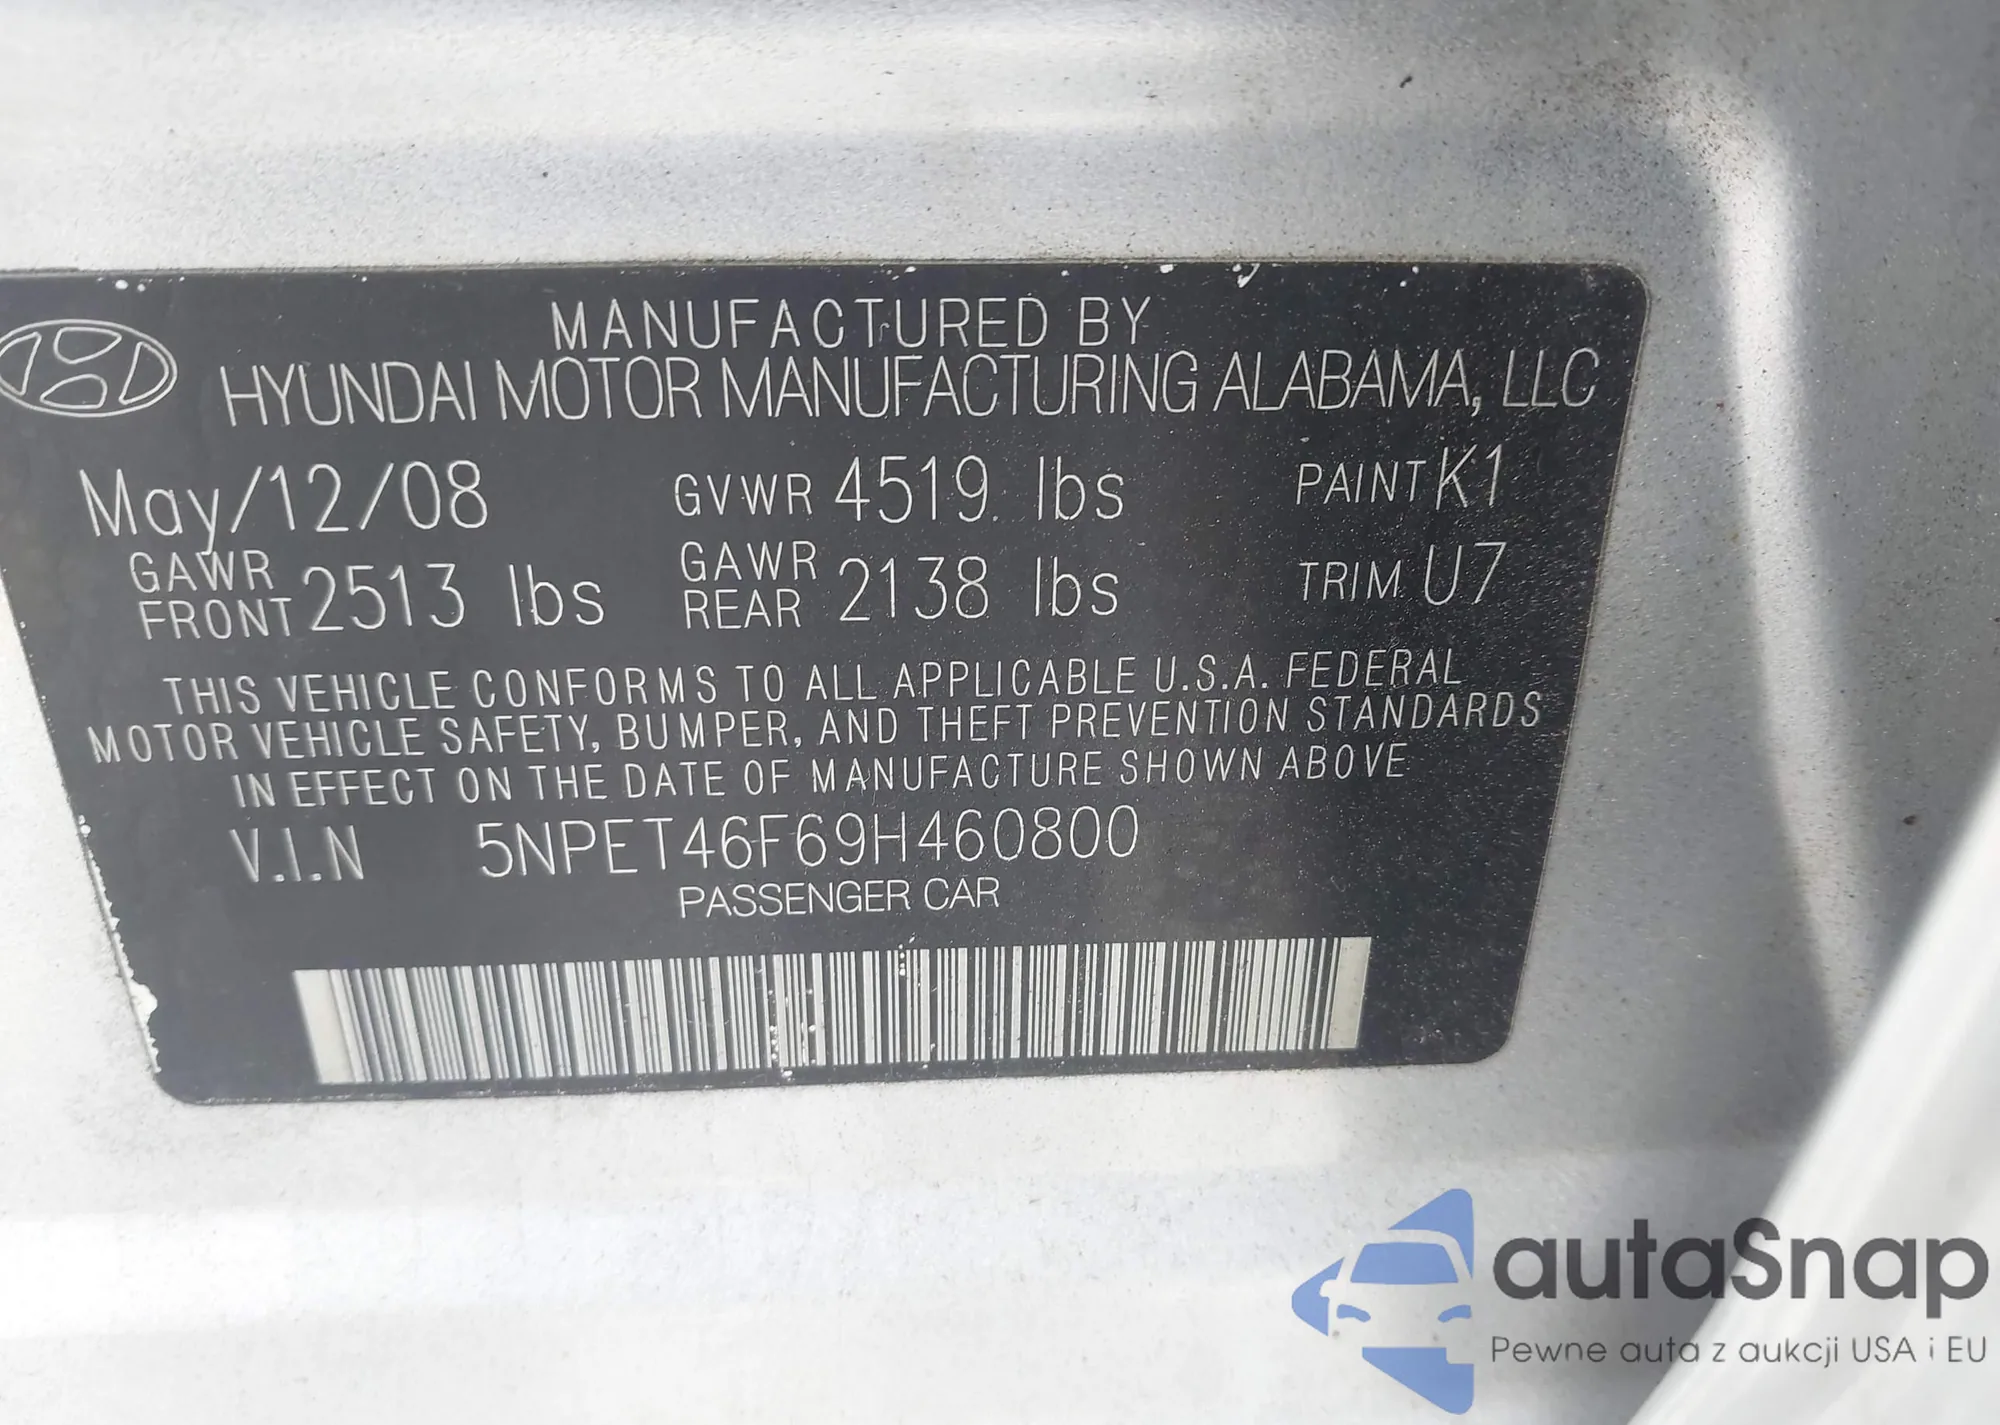 MANUFACTURED BY
HYUNDAI MOTOR MANUFACTURING ALABAMA, LLC
May/12/08 GVWR 4519 lbs PAINT K1
GAWR FRONT 2513 lbs GAWR REAR 2138 lbs TRIM U7
THIS VEHICLE CONFORMS TO ALL APPLICABLE U.S.A. FEDERAL
MOTOR VEHICLE SAFETY, BUMPER, AND THEFT PREVENTION STANDARDS
IN EFFECT ON THE DATE OF MANUFACTURE SHOWN ABOVE
V.I.N 5NPET46F69H460800
PASSENGER CAR
autaSnap
Pewne auta z aukcji USA i EU